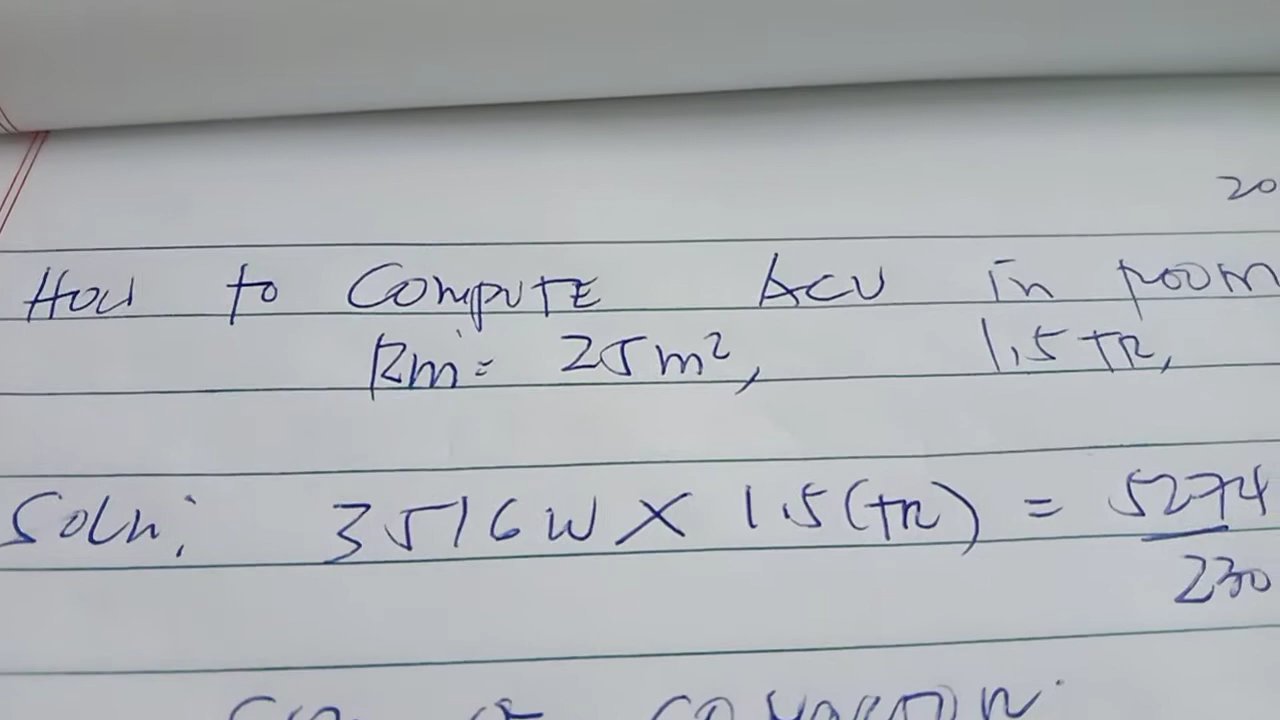 20
How to Compute ACU in room
Rm = 25m², 1.5 TR,
Soln; 3516W X 1.5(TR) = 5274
230